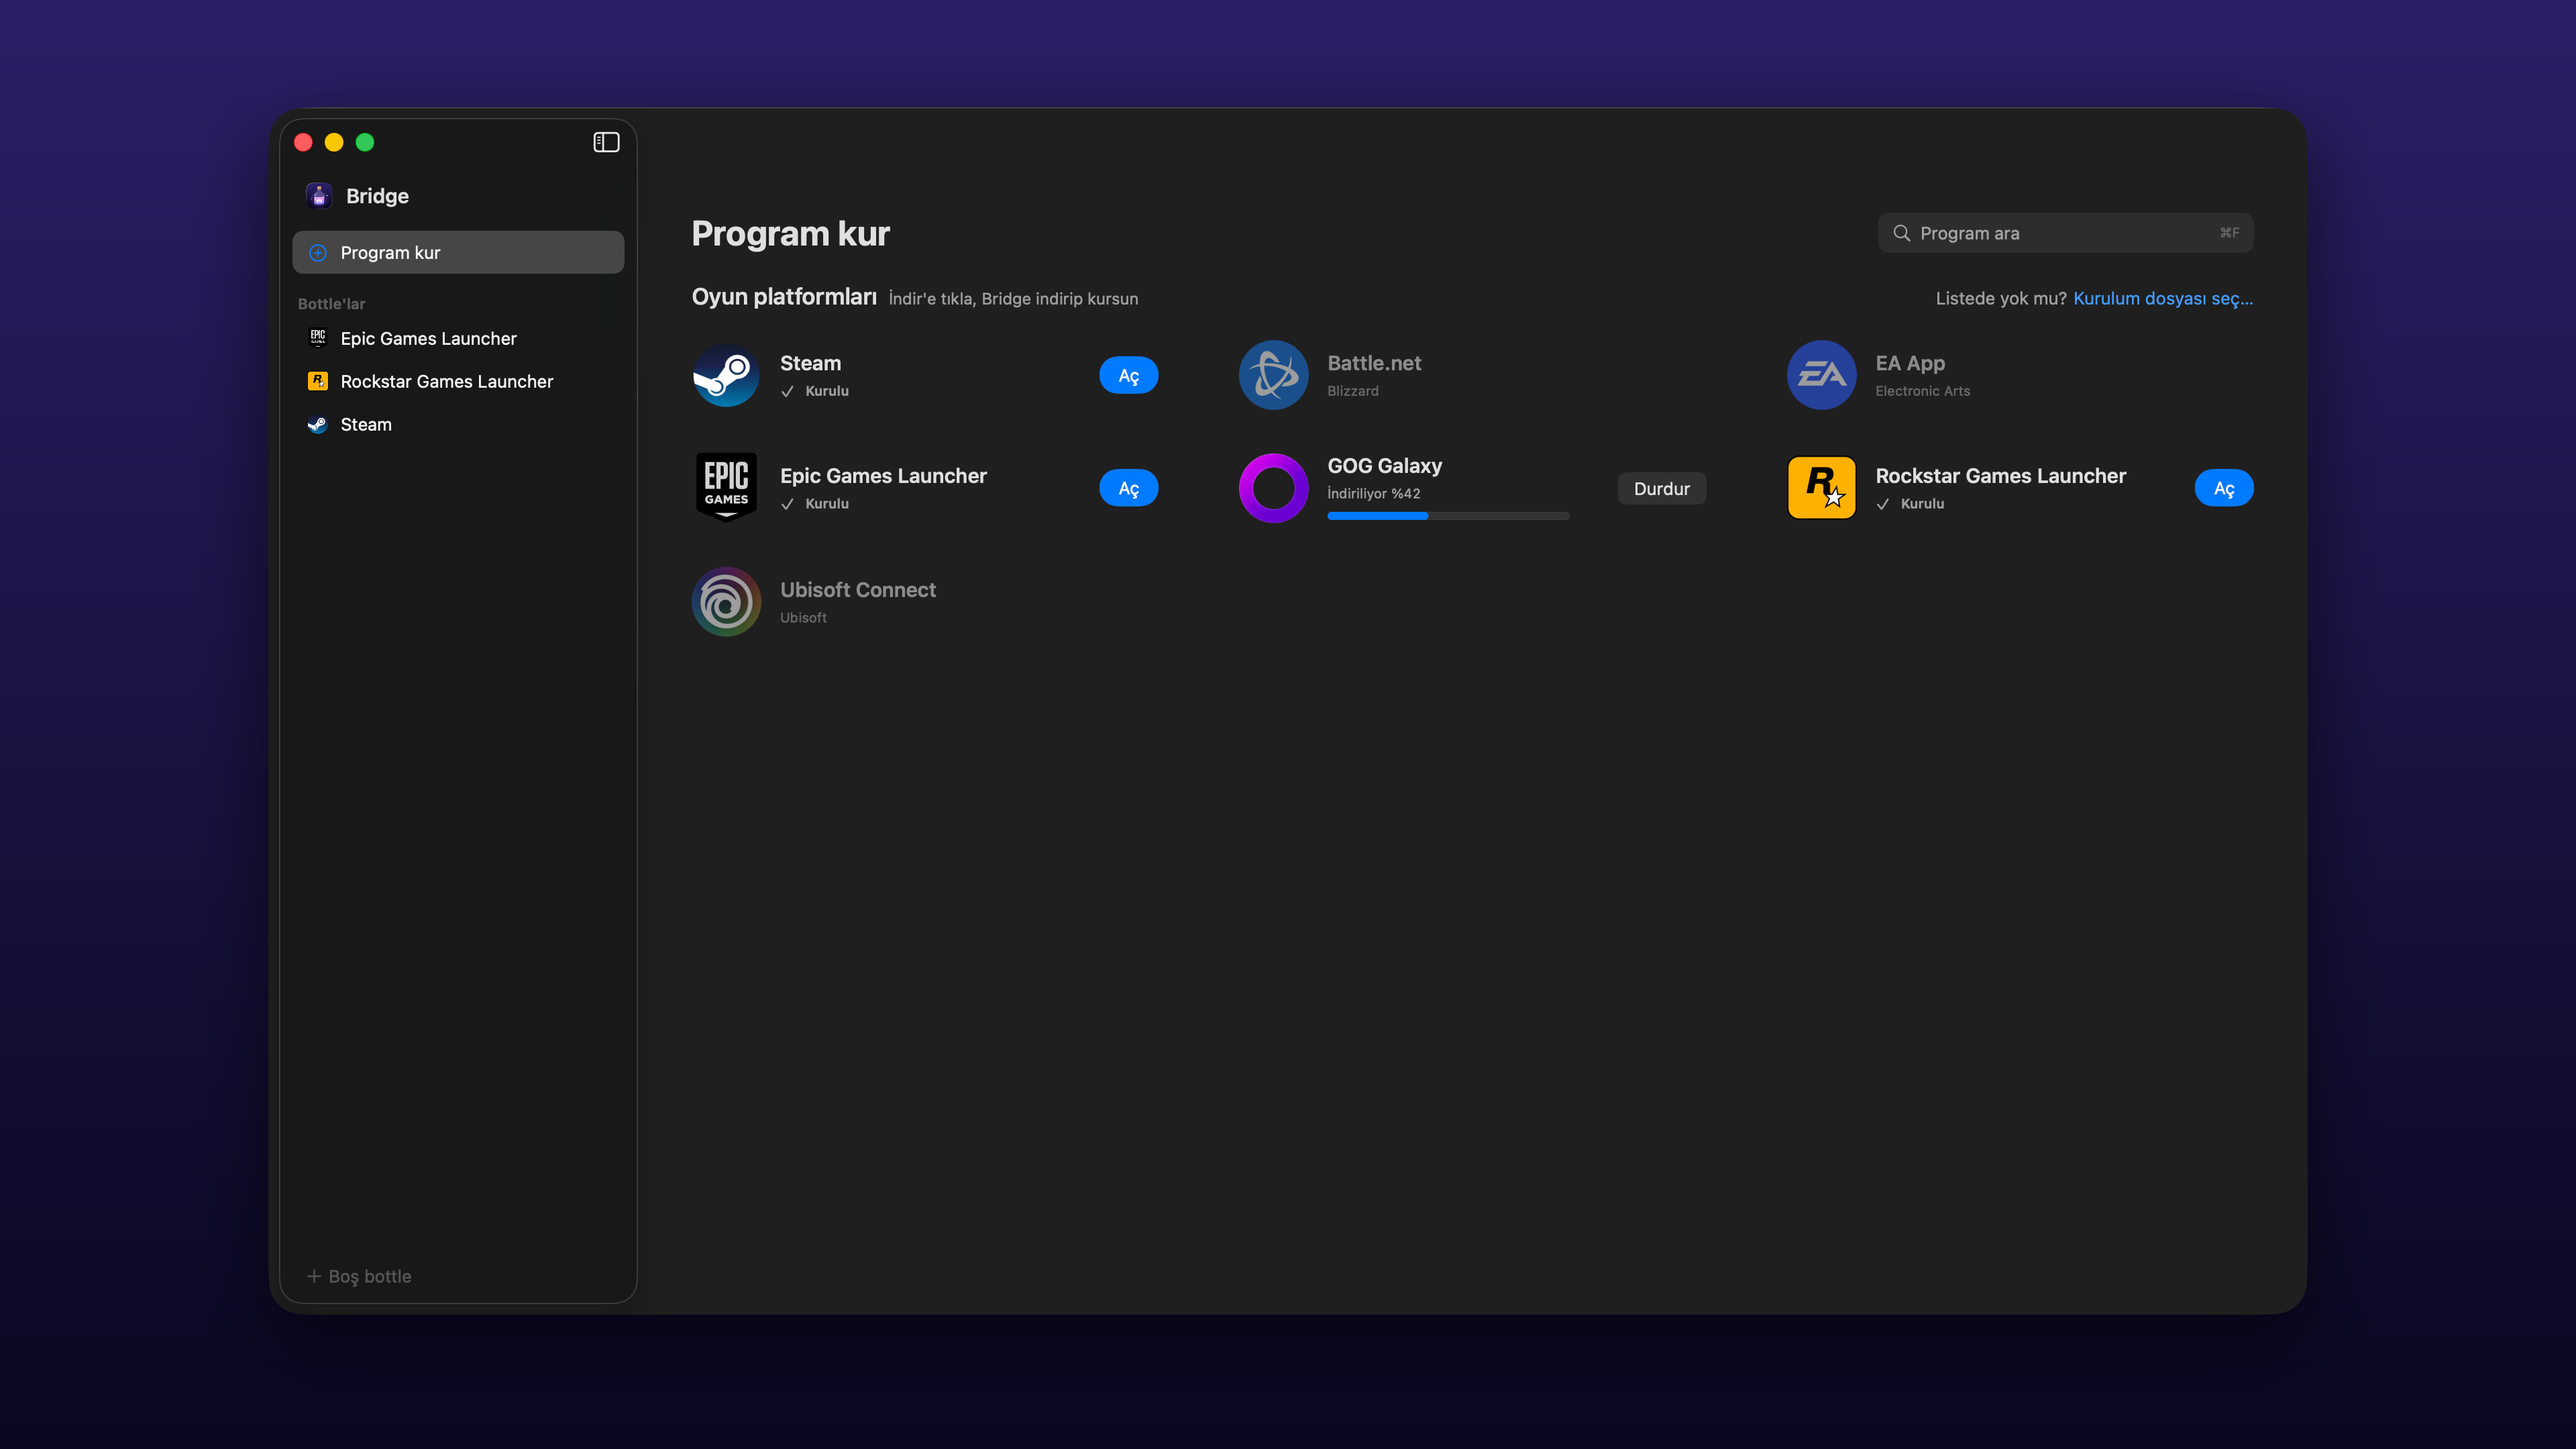 Bridge
Program kur
Bottle'lar
Epic Games Launcher
Rockstar Games Launcher
Steam
+ Boş bottle
Program kur
Program ara ⌘F
Oyun platformları İndir'e tıkla, Bridge indirip kursun
Listede yok mu? Kurulum dosyası seç...
Steam
✓ Kurulu
Aç
Battle.net
Blizzard
EA App
Electronic Arts
EA
EPIC
GAMES
Epic Games Launcher
✓ Kurulu
Aç
GOG Galaxy
İndiriliyor %42
Durdur
R
Rockstar Games Launcher
✓ Kurulu
Aç
Ubisoft Connect
Ubisoft